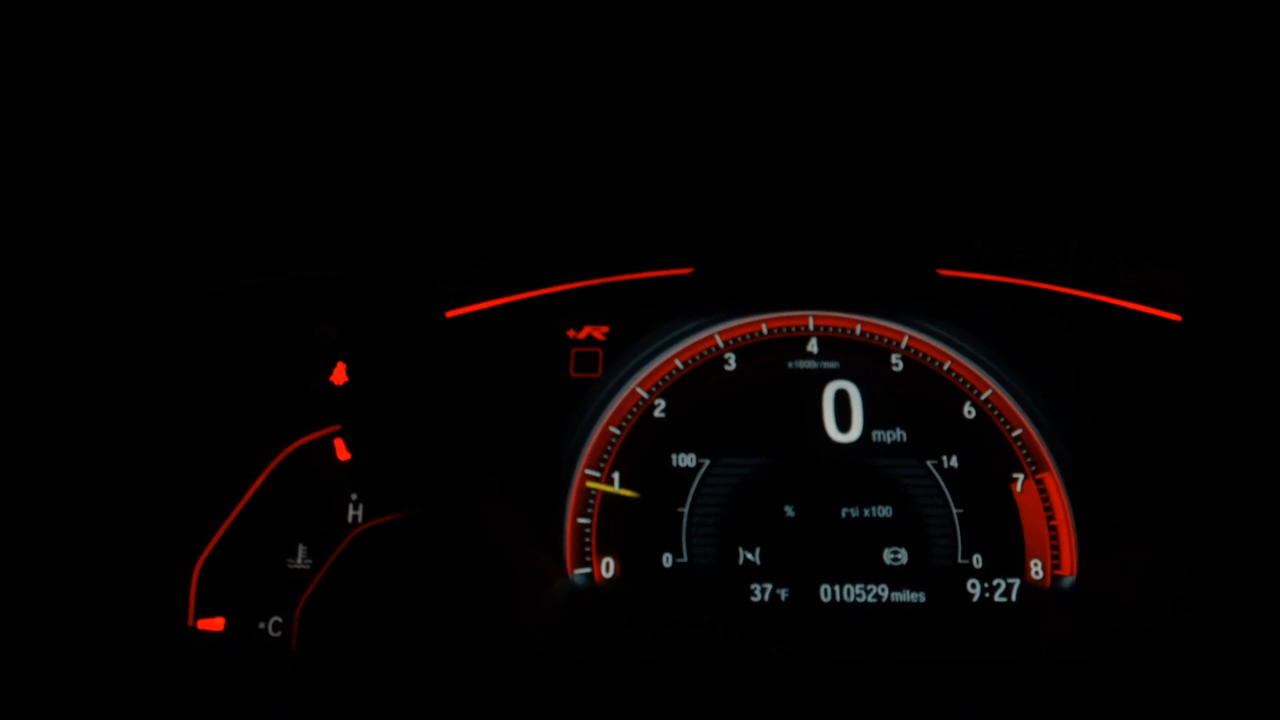 +R
4
3 5
x1000r/min
2 6
0 mph
100 14
1 7
% psi x100
H
0 0
0 8
37°F 010529 miles 9:27
C